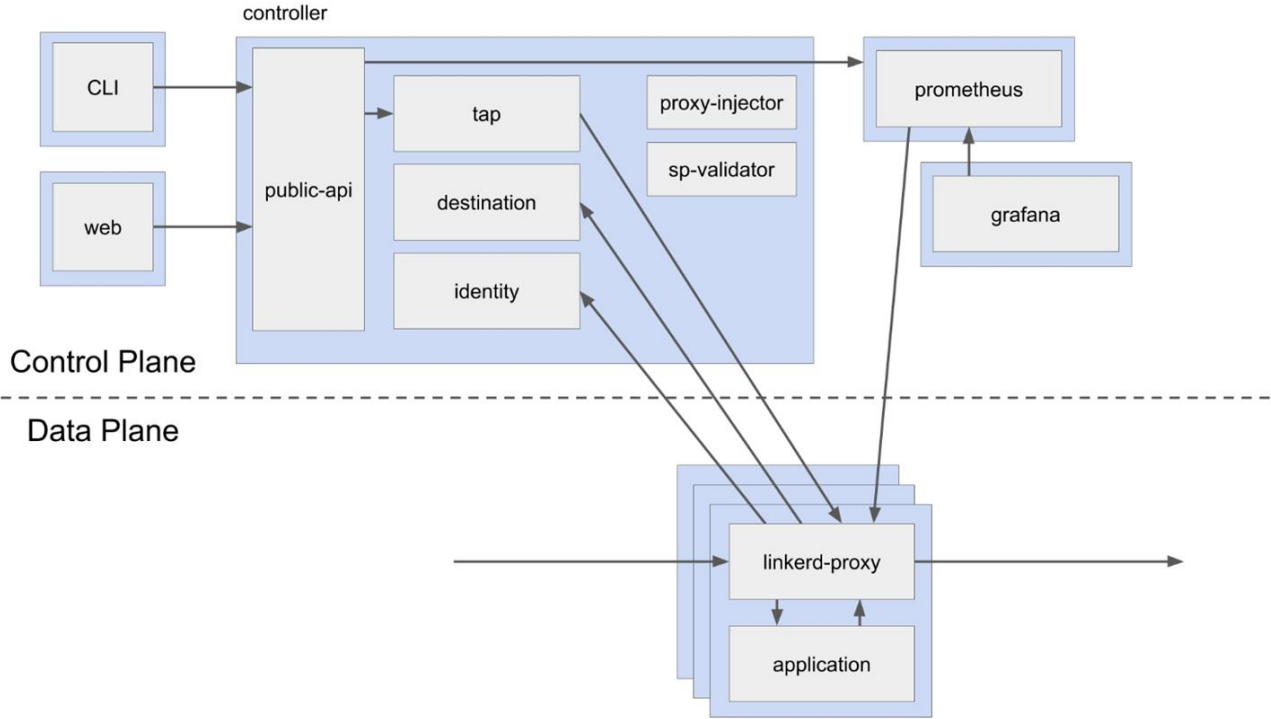 controller
CLI
web
public-api
tap
destination
identity
proxy-injector
sp-validator
prometheus
grafana
Control Plane
Data Plane
linkerd-proxy
application